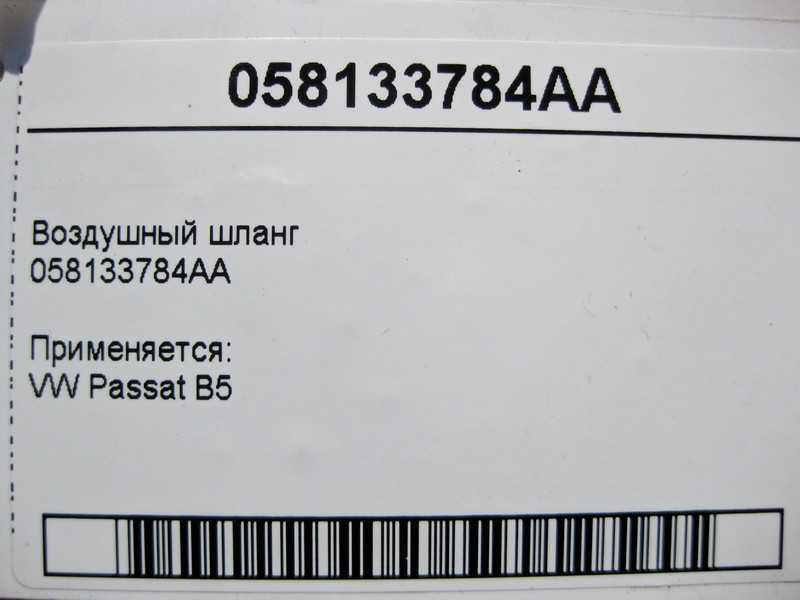 058133784AA
Воздушный шланг
058133784AA
Применяется:
VW Passat B5